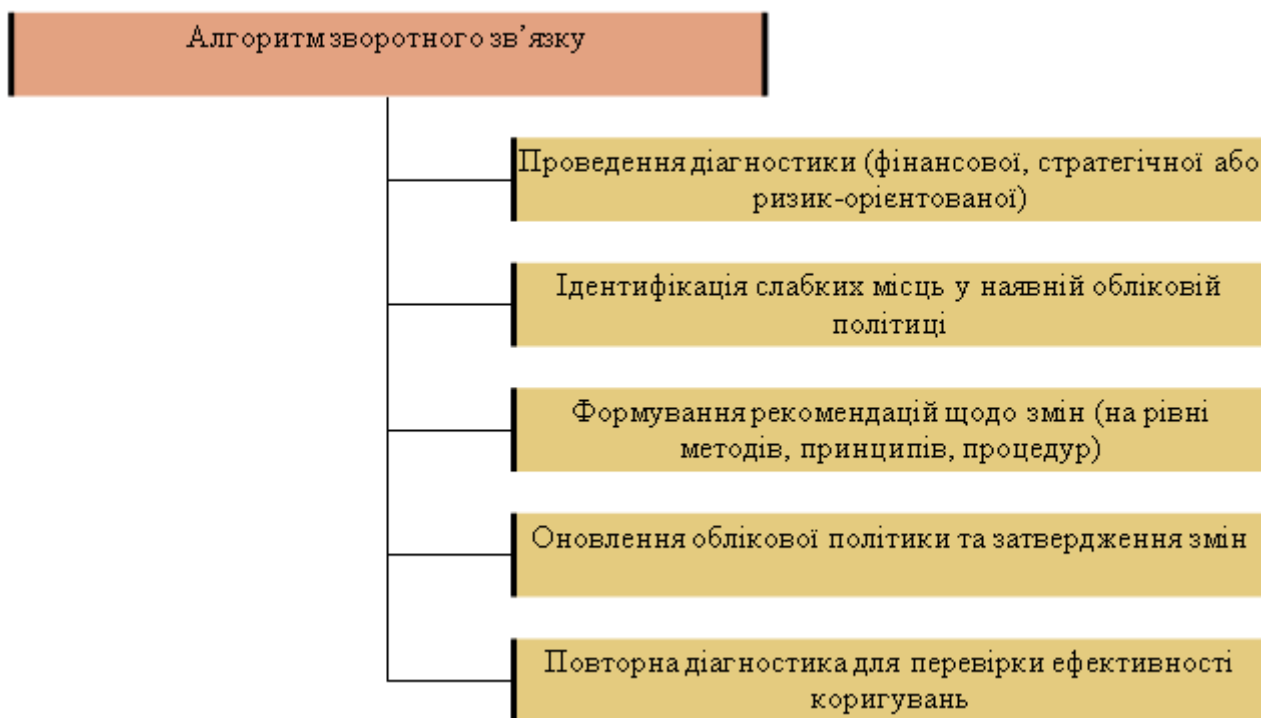 Алгоритм зворотного зв’язку
Проведення діагностики (фінансової, стратегічної або
ризик-орієнтованої)
Ідентифікація слабких місць у наявній обліковій
політиці
Формування рекомендацій щодо змін (на рівні
методів, принципів, процедур)
Оновлення облікової політики та затвердження змін
Повторна діагностика для перевірки ефективності
коригувань